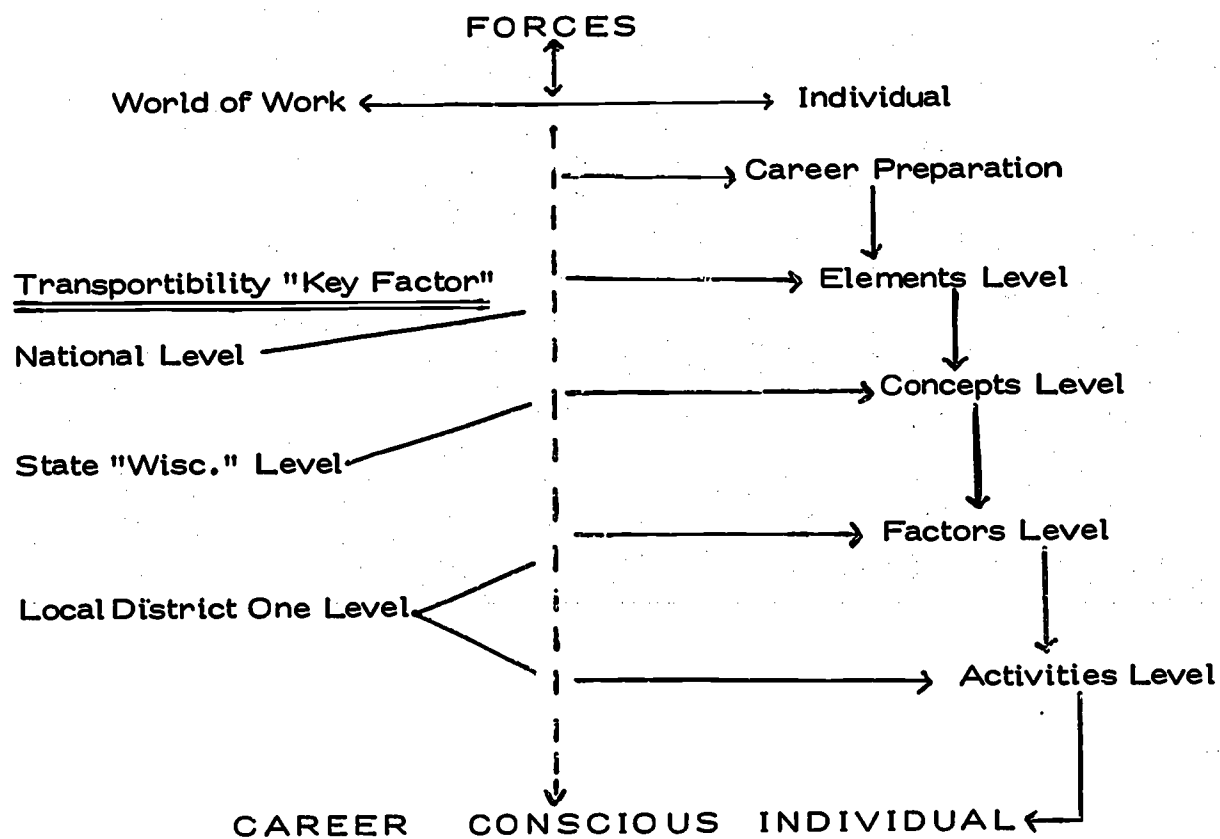 FORCES
World of Work
Individual
Career Preparation
Transportibility "Key Factor"
Elements Level
National Level
Concepts Level
State "Wisc." Level
Factors Level
Local District One Level
Activities Level
CAREER CONSCIOUS INDIVIDUAL